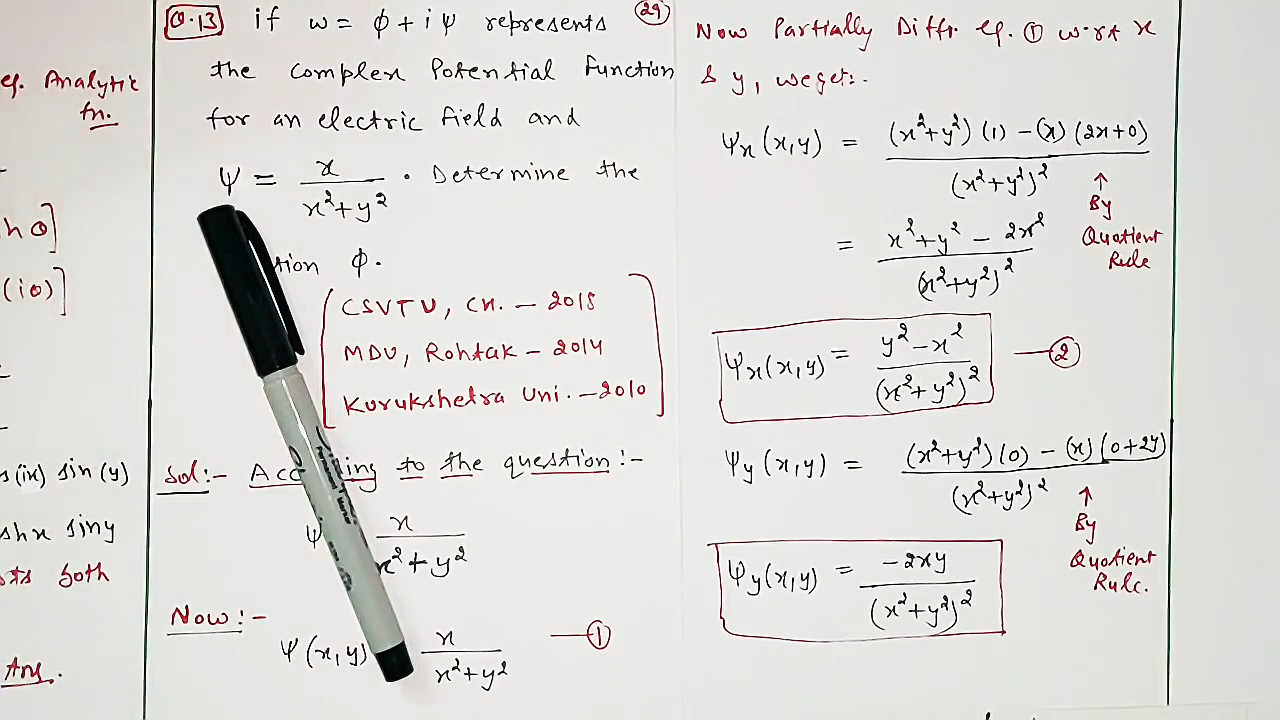 eq. Analytic
fn.
h θ]
(iθ)]
s(ix) sin(y)
shx siny
both
Ans.
Q.13 If w = φ + iψ represents
29
the complex Potential Function
for an electric field and
ψ = x / (x²+y²) . Determine the
tion φ.
[CSVTU, CH. – 2018
MDU, Rohtak – 2014
Kurukshetra Uni. – 2010]
Sol:- According to the question:-
ψ x / (x²+y²)
Now:-
ψ(x,y) x / (x²+y²) —①
Now Partially Diff. eq. ① w.r.t x
& y, we get:-
ψx(x,y) = ((x²+y²)(1) – (x)(2x+0)) / (x²+y²)²
↑
By
Quotient
Rule
= (x²+y² – 2x²) / (x²+y²)²
ψx(x,y) = (y²–x²) / (x²+y²)² —②
ψy(x,y) = ((x²+y²)(0) – (x)(0+2y)) / (x²+y²)²
↑
By
Quotient
Rule.
ψy(x,y) = –2xy / (x²+y²)²